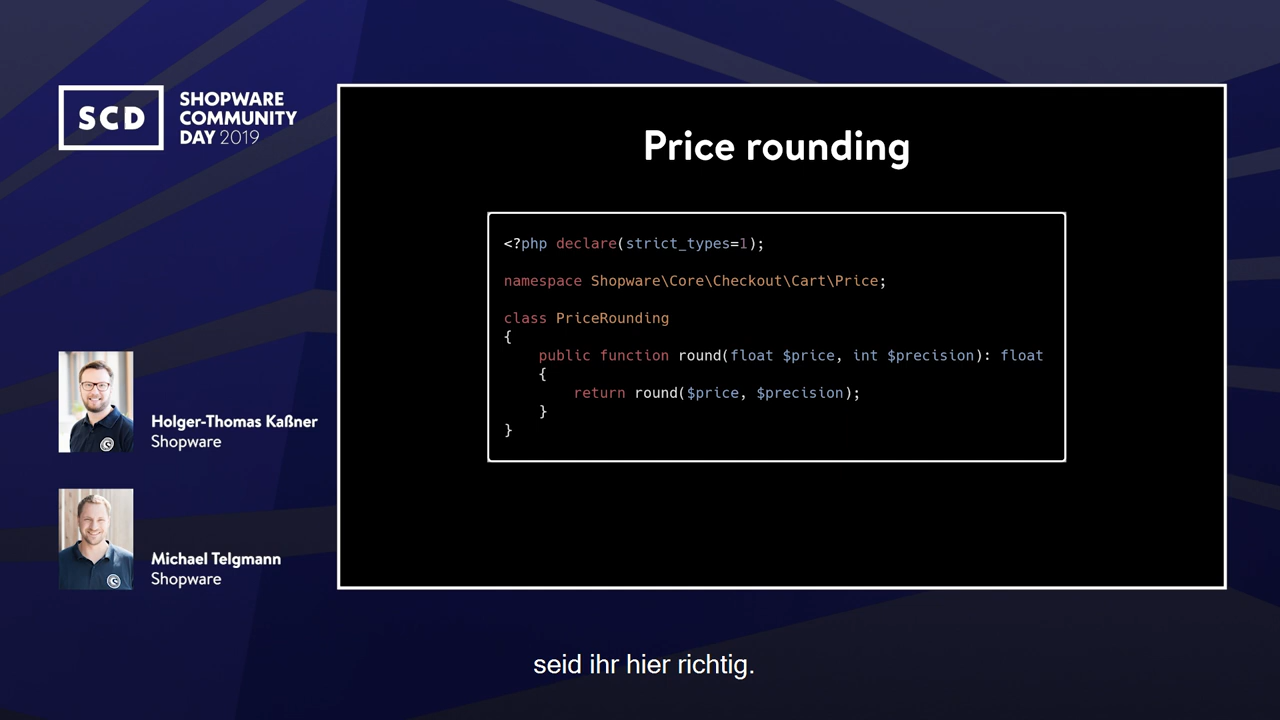 SCD
SHOPWARE
COMMUNITY
DAY 2019
Price rounding
<?php declare(strict_types=1);
namespace Shopware\Core\Checkout\Cart\Price;
class PriceRounding
{
    public function round(float $price, int $precision): float
    {
        return round($price, $precision);
    }
}
Holger-Thomas Kaßner
Shopware
Michael Telgmann
Shopware
seid ihr hier richtig.